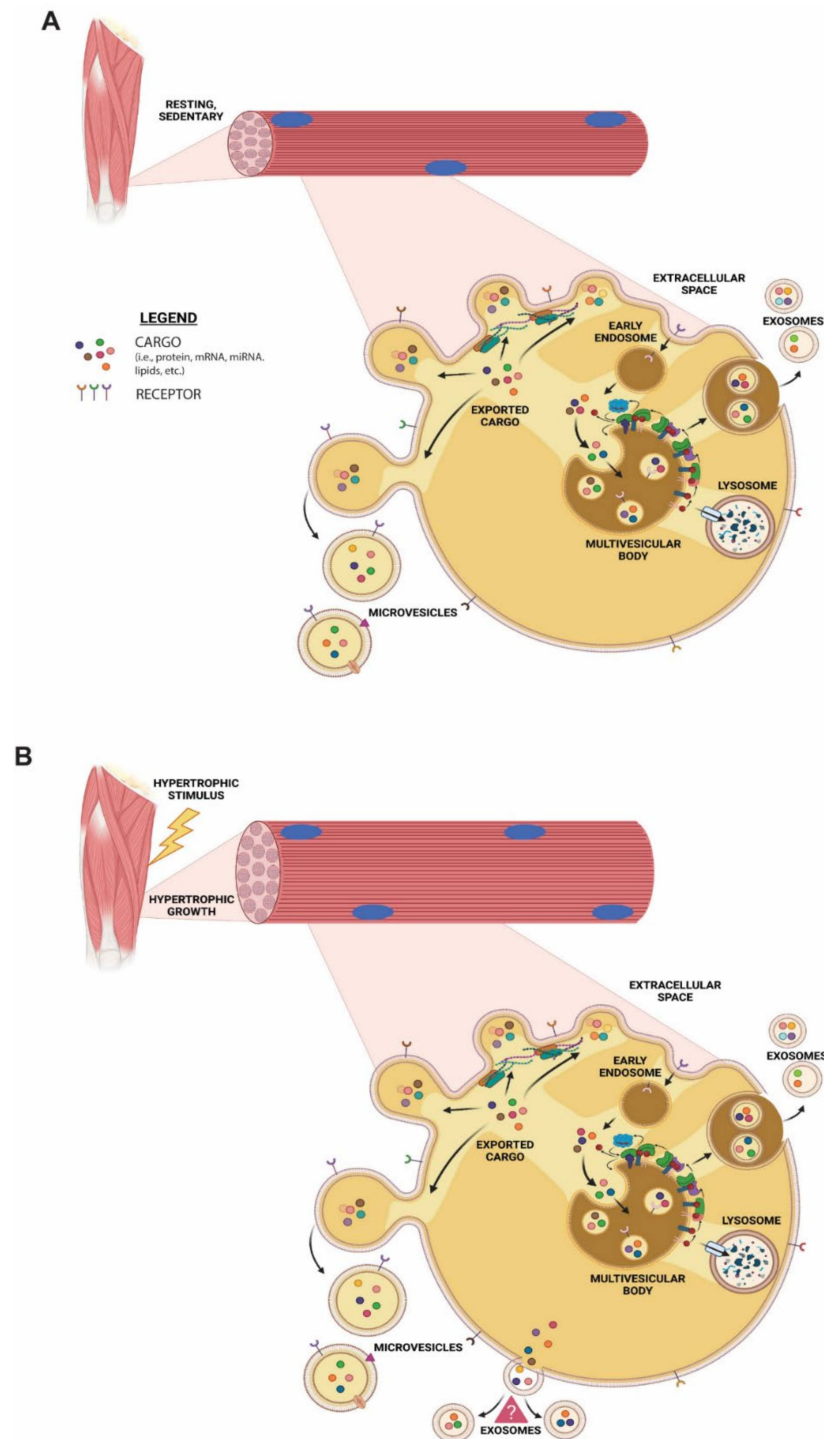 A
RESTING,
SEDENTARY
EXTRACELLULAR
SPACE
EXOSOMES
EARLY
ENDOSOME
LEGEND
CARGO
(i.e., protein, mRNA, miRNA.
lipids, etc.)
RECEPTOR
EXPORTED
CARGO
LYSOSOME
MULTIVESICULAR
BODY
MICROVESICLES
B
HYPERTROPHIC
STIMULUS
HYPERTROPHIC
GROWTH
EXTRACELLULAR
SPACE
EXOSOMES
EARLY
ENDOSOME
EXPORTED
CARGO
LYSOSOME
MULTIVESICULAR
BODY
MICROVESICLES
?
EXOSOMES